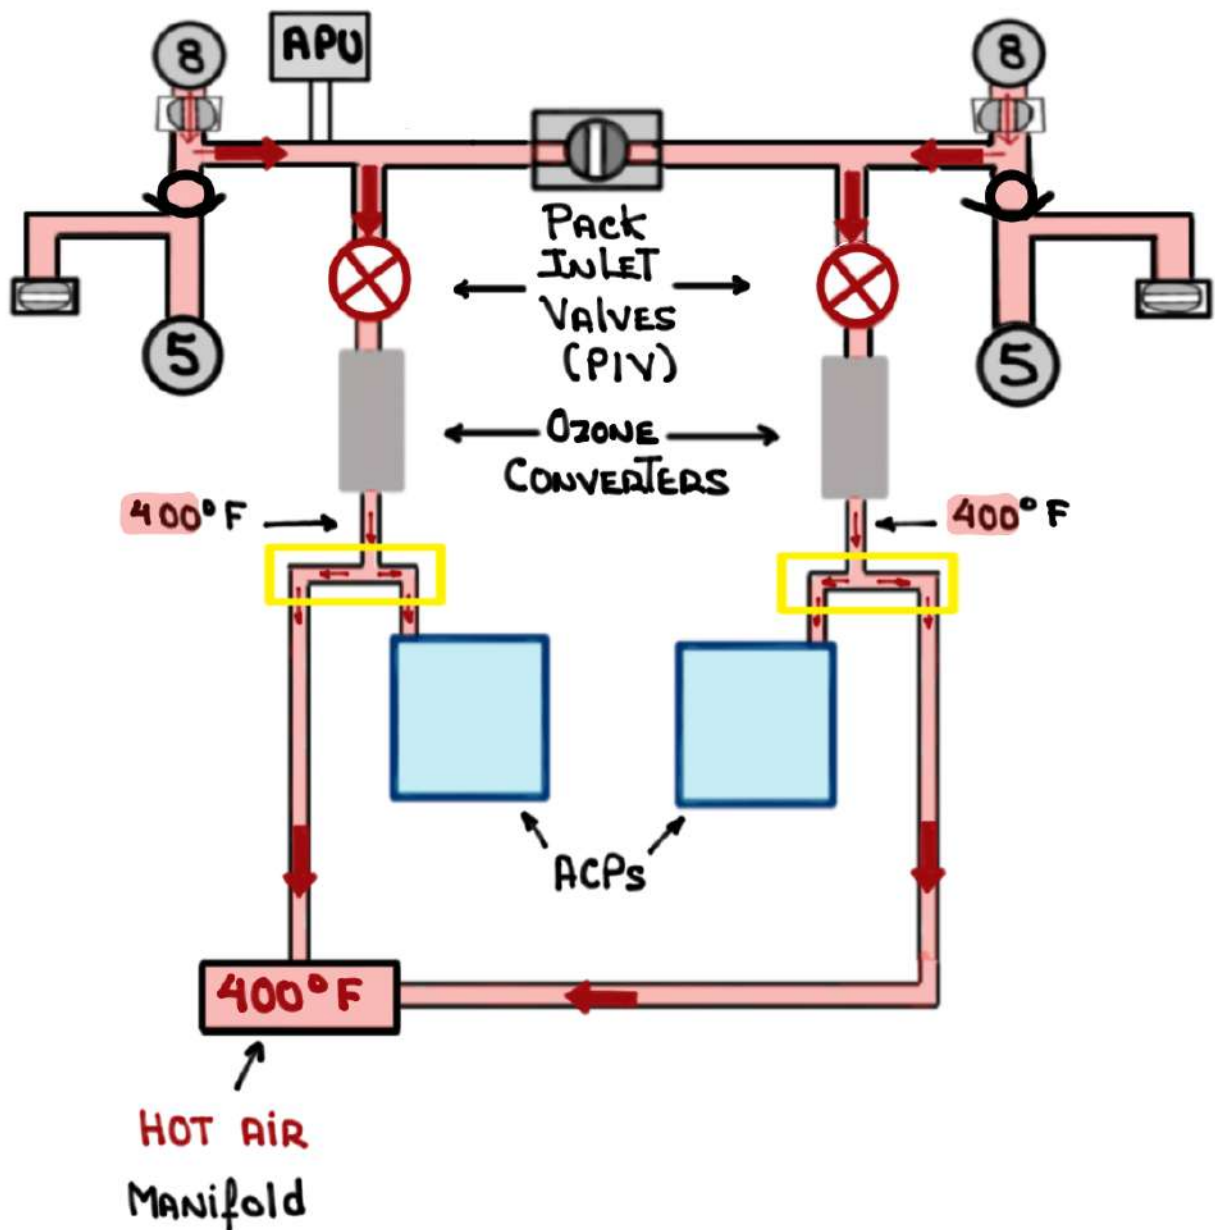 8
APU
8
PACK
INLET
VALVES
(PIV)
5
5
OZONE
CONVERTERS
400°F
400°F
ACPs
400°F
HOT AiR
MANifold